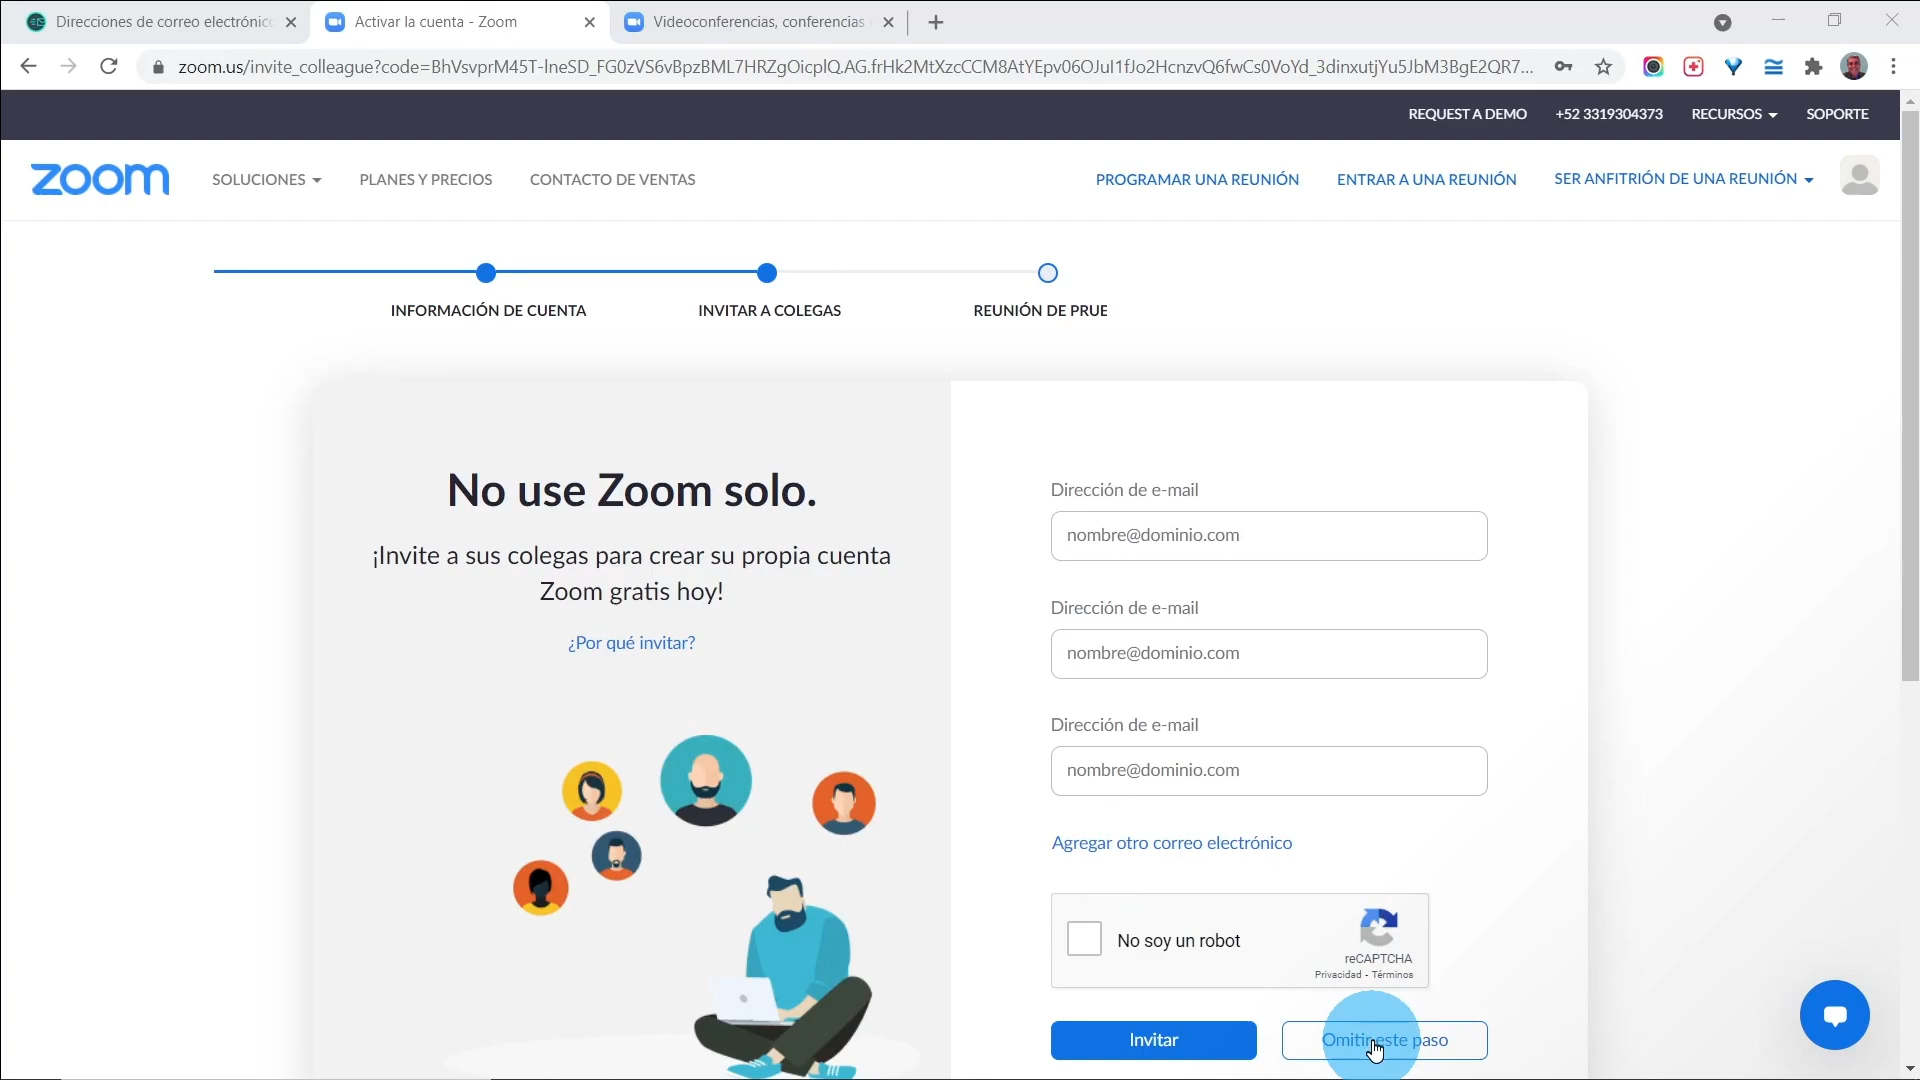 Direcciones de correo electrónic
Activar la cuenta - Zoom
Videoconferencias, conferencias
zoom.us/invite_colleague?code=BhVsvprM45T-lneSD_FG0zVS6vBpzBML7HRZgOicplQ.AG.frHk2MtXzcCCM8AtYEpv06OJuI1fJo2HcnzvQ6fwCs0VoYd_3dinxutjYu5JbM3BgE2QR7...
REQUEST A DEMO
+52 3319304373
RECURSOS
SOPORTE
zoom
SOLUCIONES
PLANES Y PRECIOS
CONTACTO DE VENTAS
PROGRAMAR UNA REUNIÓN
ENTRAR A UNA REUNIÓN
SER ANFITRIÓN DE UNA REUNIÓN
INFORMACIÓN DE CUENTA
INVITAR A COLEGAS
REUNIÓN DE PRUE
No use Zoom solo.
¡Invite a sus colegas para crear su propia cuenta
Zoom gratis hoy!
¿Por qué invitar?
Dirección de e-mail
nombre@dominio.com
Dirección de e-mail
nombre@dominio.com
Dirección de e-mail
nombre@dominio.com
Agregar otro correo electrónico
No soy un robot
reCAPTCHA
Privacidad - Términos
Invitar
Omitir este paso